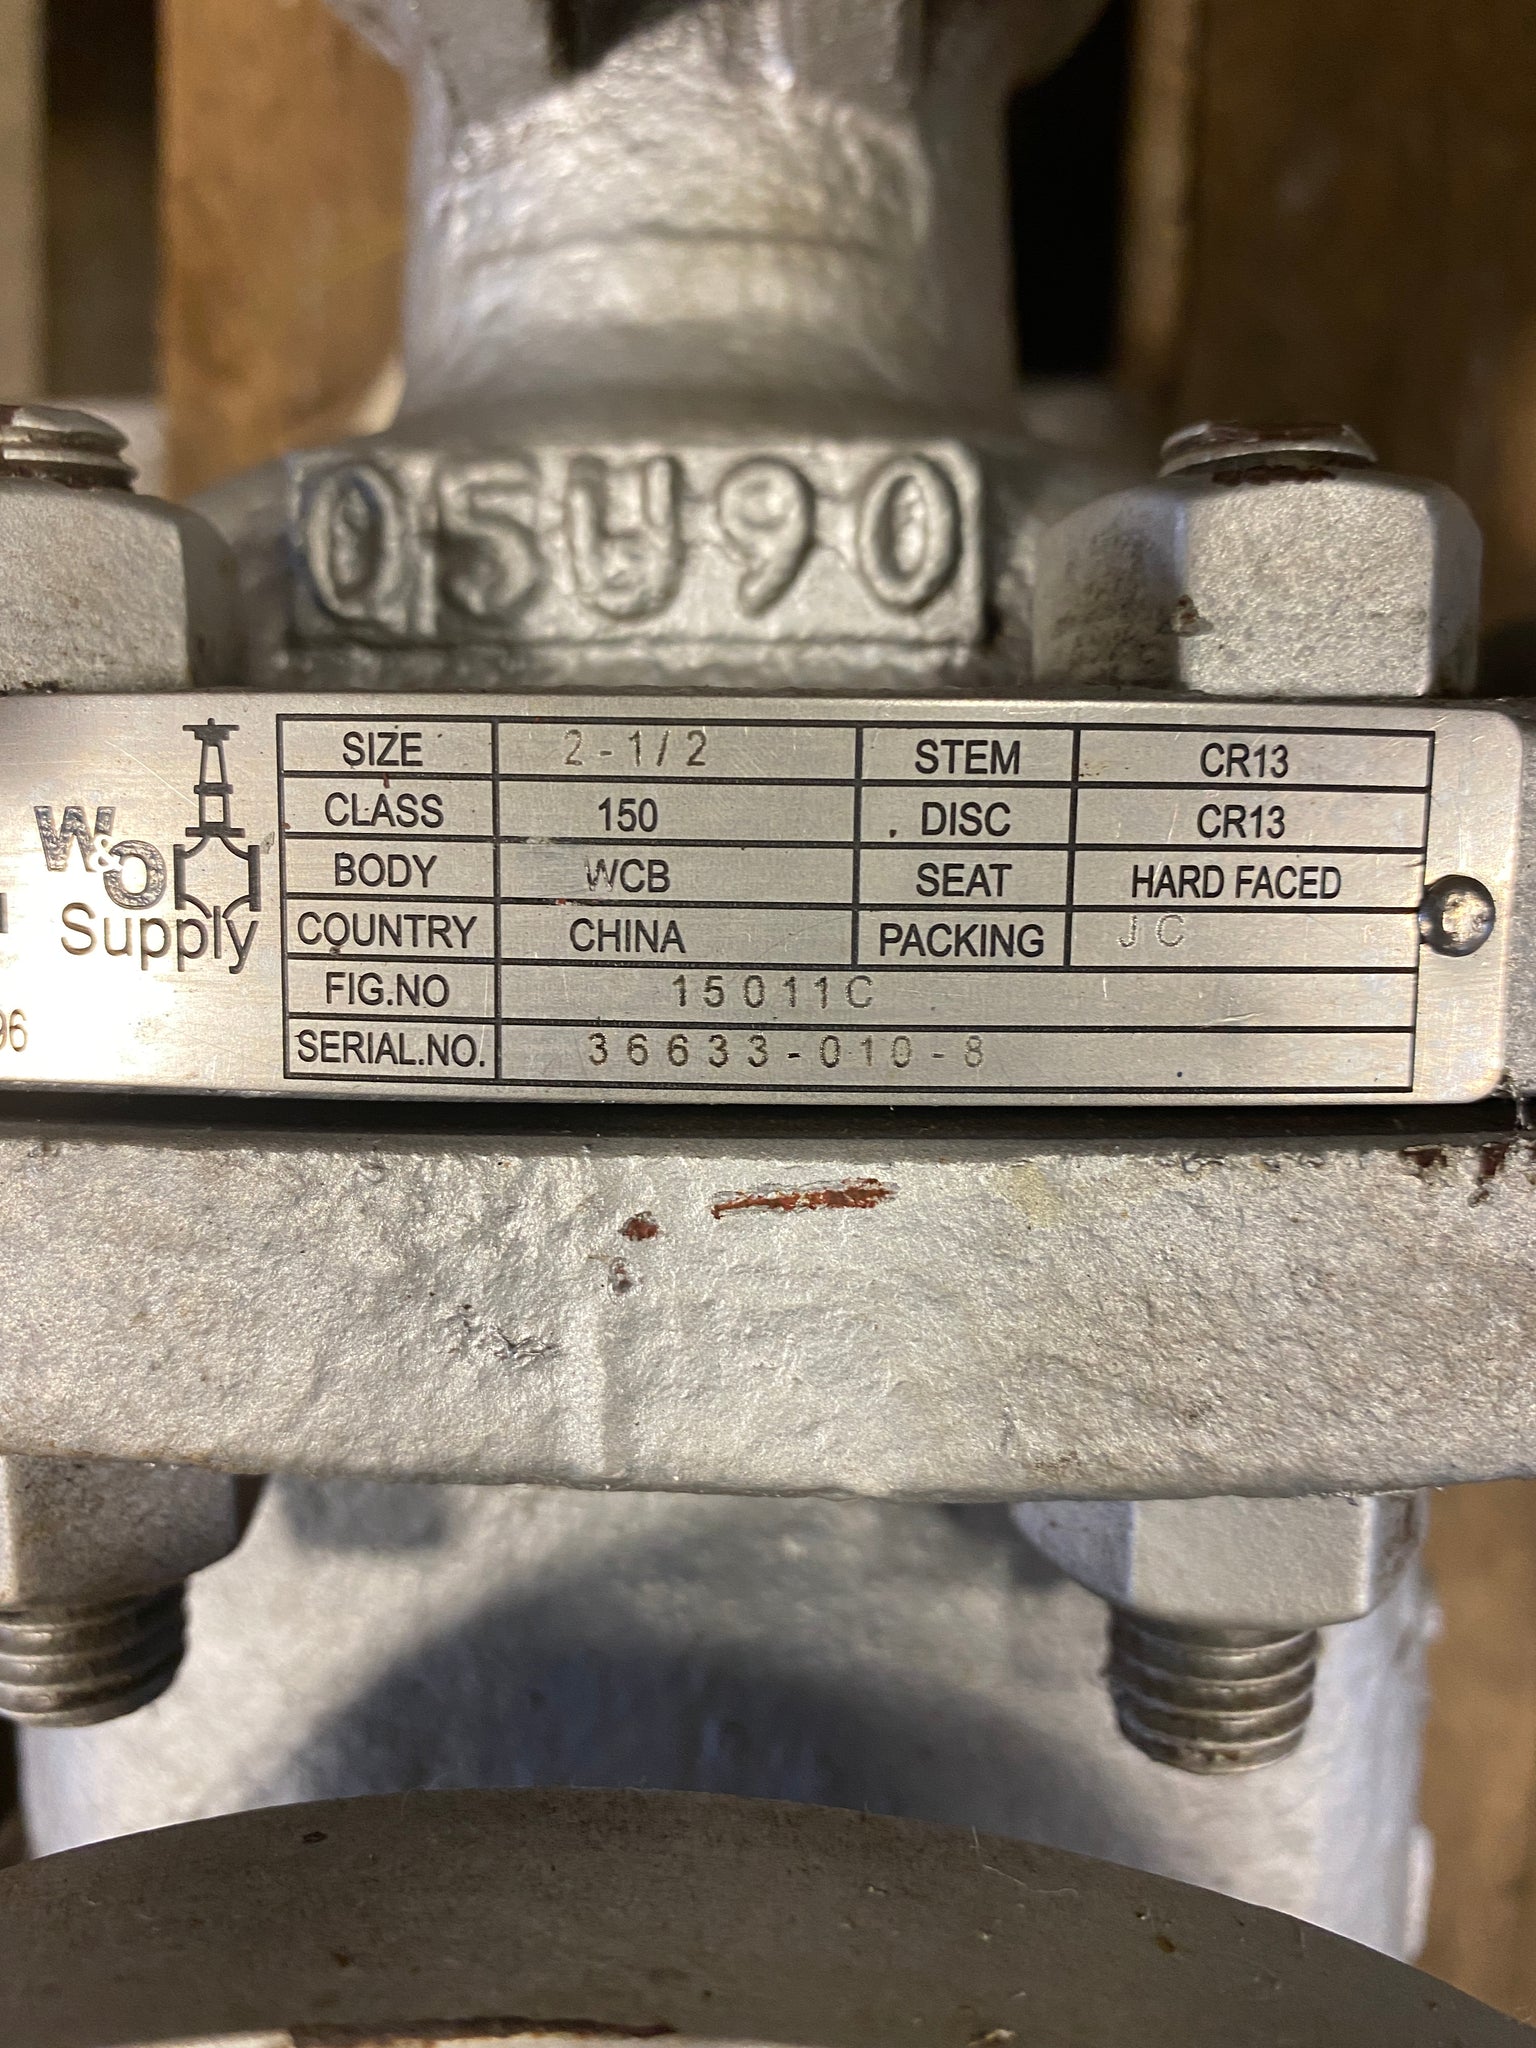 05U90
W&O
Supply
96
SIZE 2-1/2 STEM CR13
CLASS 150 DISC CR13
BODY WCB SEAT HARD FACED
COUNTRY CHINA PACKING JC
FIG.NO 15011C
SERIAL.NO. 36633-010-8